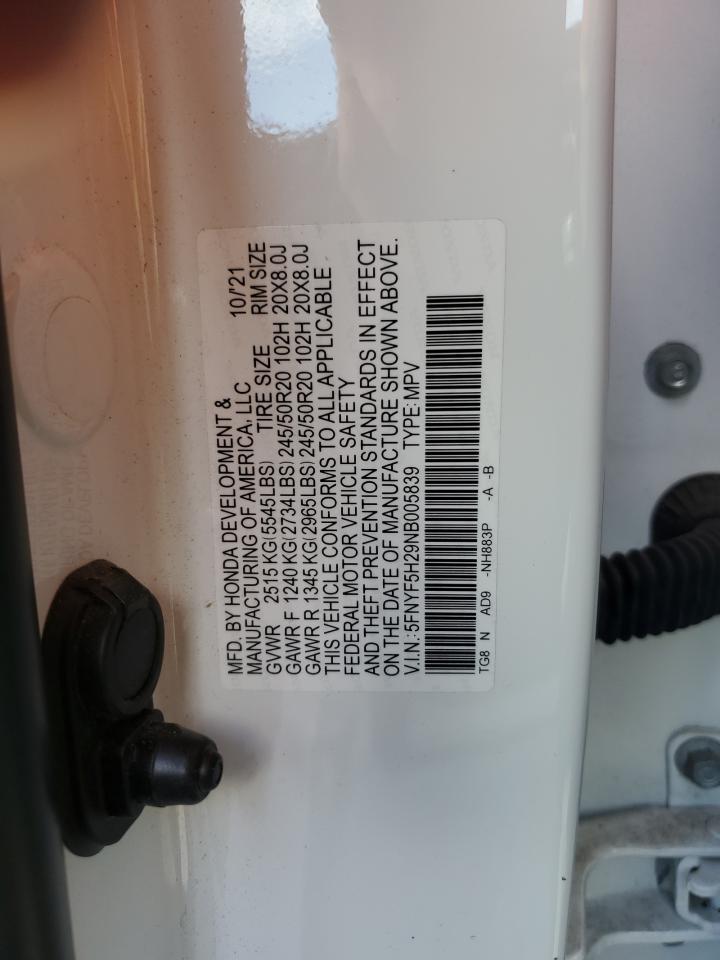 MFD. BY HONDA DEVELOPMENT &
MANUFACTURING OF AMERICA, LLC 10/'21
GVWR 2515 KG(5545LBS) TIRE SIZE RIM SIZE
GAWR F 1240 KG(2734LBS) 245/50R20 102H 20X8.0J
GAWR R 1345 KG(2965LBS) 245/50R20 102H 20X8.0J
THIS VEHICLE CONFORMS TO ALL APPLICABLE
FEDERAL MOTOR VEHICLE SAFETY
AND THEFT PREVENTION STANDARDS IN EFFECT
ON THE DATE OF MANUFACTURE SHOWN ABOVE.
V.I.N.: 5FNYF5H29NB005839 TYPE: MPV
TG8 N AD9 -NH883P -A -B